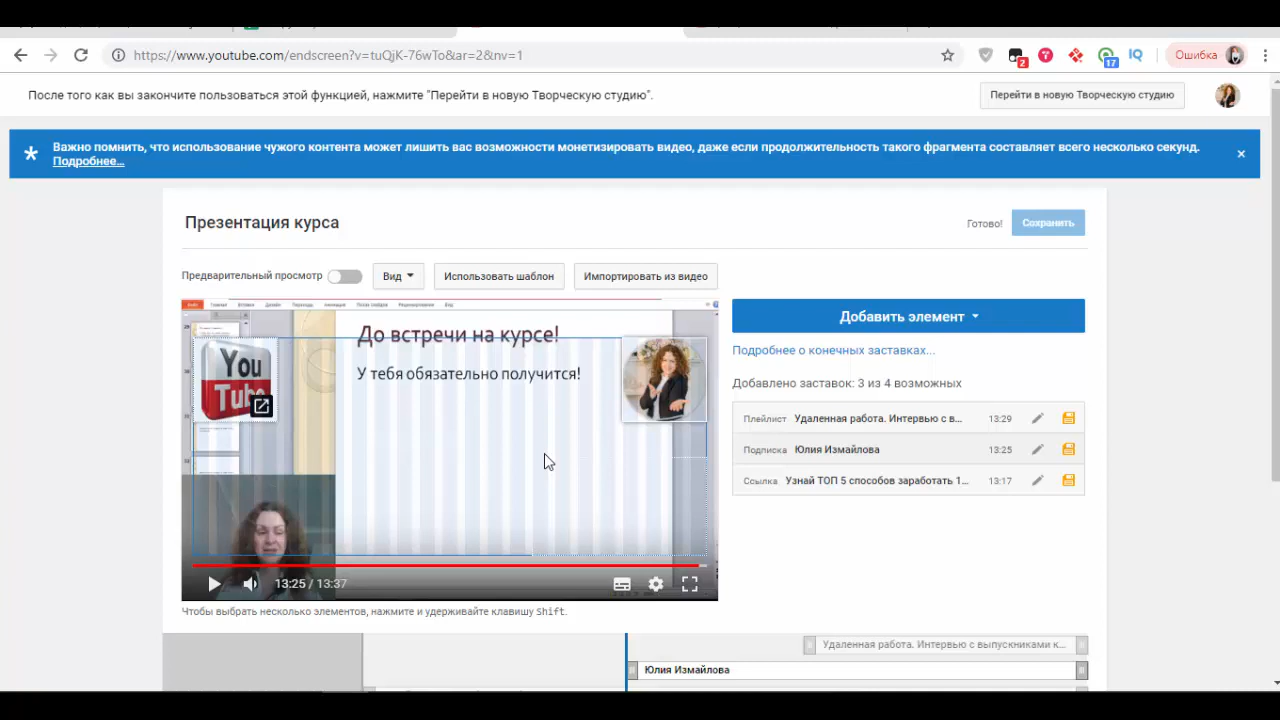 https://www.youtube.com/endscreen?v=tuQjK-76wTo&ar=2&nv=1
2
17
IQ
Ошибка
После того как вы закончите пользоваться этой функцией, нажмите "Перейти в новую Творческую студию".
Перейти в новую Творческую студию
Важно помнить, что использование чужого контента может лишить вас возможности монетизировать видео, даже если продолжительность такого фрагмента составляет всего несколько секунд.
Подробнее...
Презентация курса
Готово!
Сохранить
Предварительный просмотр
Вид
Использовать шаблон
Импортировать из видео
До встречи на курсе!
У тебя обязательно получится!
You
Tube
13:25 / 13:37
Чтобы выбрать несколько элементов, нажмите и удерживайте клавишу Shift.
Добавить элемент
Подробнее о конечных заставках...
Добавлено заставок: 3 из 4 возможных
Плейлист Удаленная работа. Интервью с в... 13:29
Подписка Юлия Измайлова 13:25
Ссылка Узнай ТОП 5 способов заработать 1... 13:17
Удаленная работа. Интервью с выпускниками к...
Юлия Измайлова